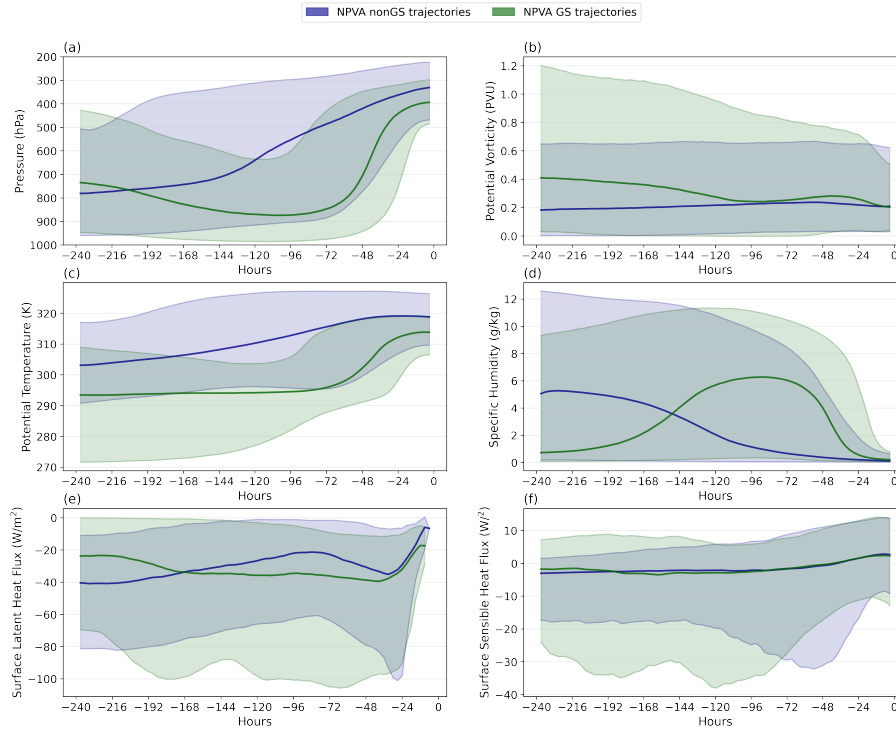 NPVA nonGS trajectories NPVA GS trajectories
(a)
200
300
400
500
600
700
800
900
1000
Pressure (hPa)
−240 −216 −192 −168 −144 −120 −96 −72 −48 −24 0
Hours
(b)
1.2
1.0
0.8
0.6
0.4
0.2
0.0
Potential Vorticity (PVU)
−240 −216 −192 −168 −144 −120 −96 −72 −48 −24 0
Hours
(c)
320
310
300
290
280
270
Potential Temperature (K)
−240 −216 −192 −168 −144 −120 −96 −72 −48 −24 0
Hours
(d)
12
10
8
6
4
2
0
Specific Humidity (g/kg)
−240 −216 −192 −168 −144 −120 −96 −72 −48 −24 0
Hours
(e)
0
−20
−40
−60
−80
−100
Surface Latent Heat Flux (W/m²)
−240 −216 −192 −168 −144 −120 −96 −72 −48 −24 0
Hours
(f)
10
0
−10
−20
−30
−40
Surface Sensible Heat Flux (W/²)
−240 −216 −192 −168 −144 −120 −96 −72 −48 −24 0
Hours